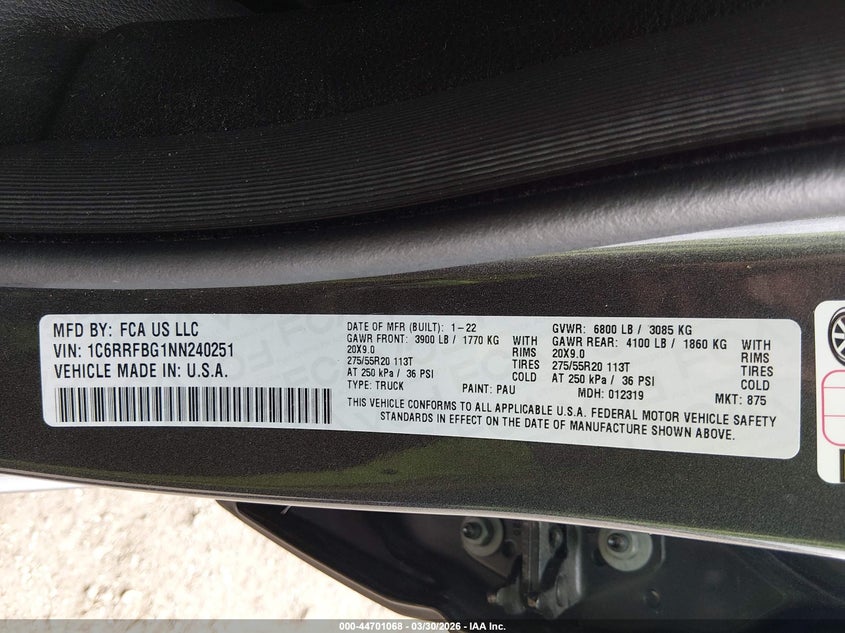 MFD BY: FCA US LLC
VIN: 1C6RRFBG1NN240251
VEHICLE MADE IN: U.S.A.
DATE OF MFR (BUILT): 1-22 GVWR: 6800 LB / 3085 KG
GAWR FRONT: 3900 LB / 1770 KG WITH GAWR REAR: 4100 LB / 1860 KG WITH
20X9.0 RIMS 20X9.0 RIMS
275/55R20 113T TIRES 275/55R20 113T TIRES
AT 250 kPa / 36 PSI COLD AT 250 kPa / 36 PSI COLD
TYPE: TRUCK PAINT: PAU MDH: 012319 MKT: 875
THIS VEHICLE CONFORMS TO ALL APPLICABLE U.S.A. FEDERAL MOTOR VEHICLE SAFETY
STANDARDS IN EFFECT ON THE DATE OF MANUFACTURE SHOWN ABOVE.
000-44701068 - 03/30/2026 - IAA Inc.